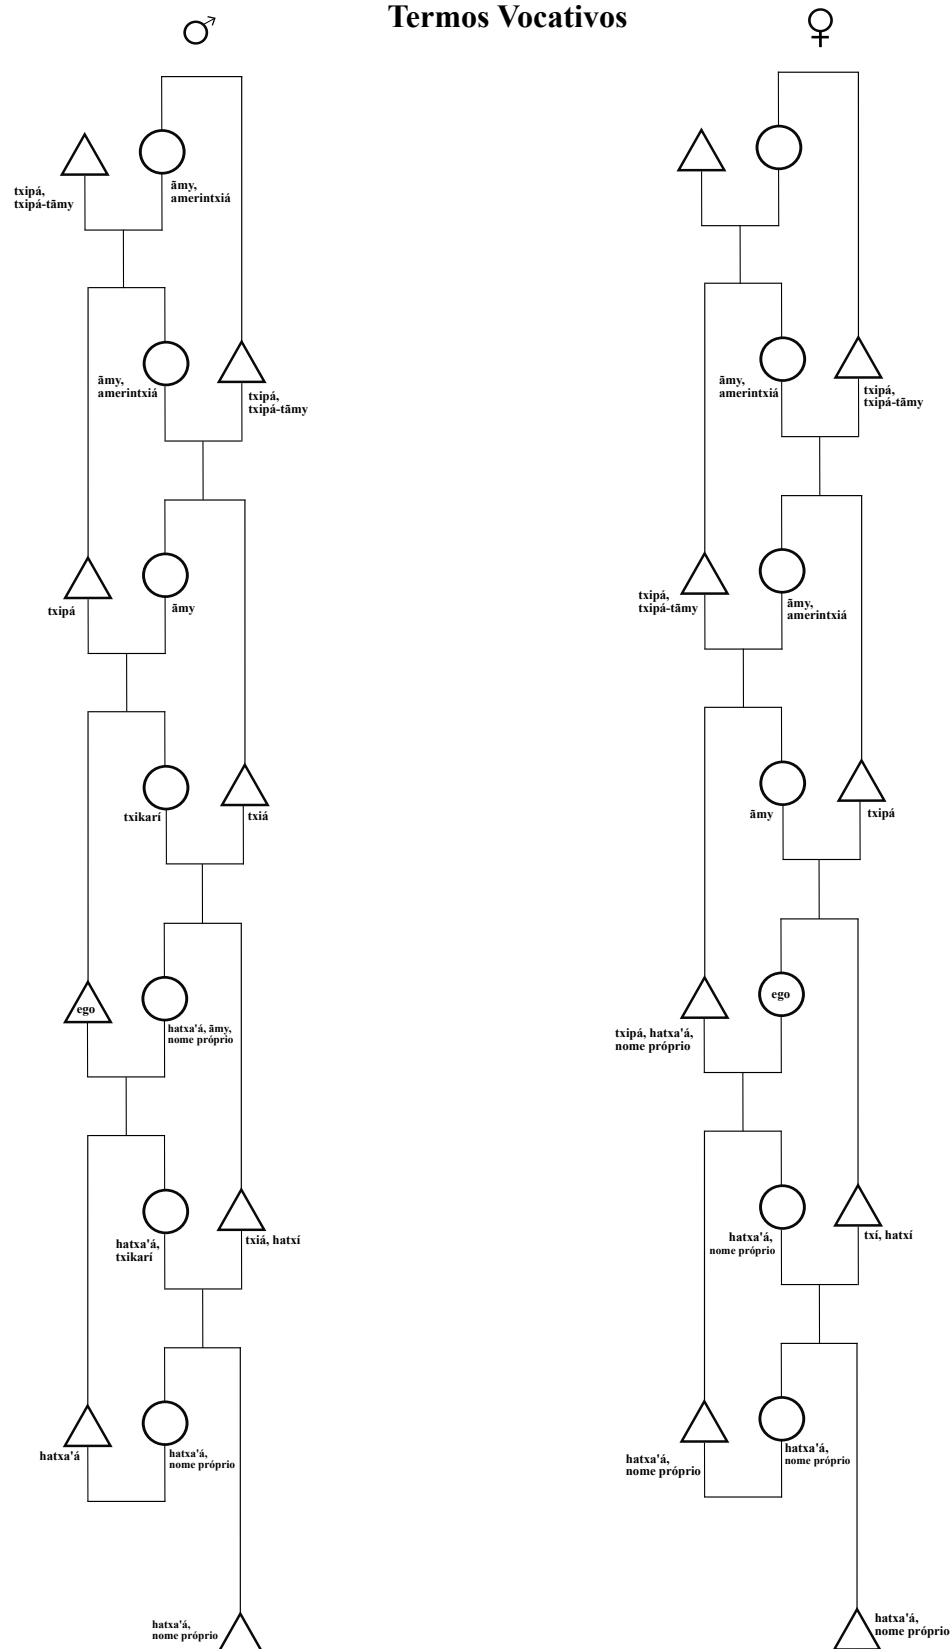 Termos Vocativos
♂
♀
txipá,
txipá-tãmy
ãmy,
amerintxiá
ãmy,
amerintxiá
txipá,
txipá-tãmy
txipá
ãmy
txikarí
txiá
ego
hatxa'á, ãmy,
nome próprio
hatxa'á,
txikarí
txiá, hatxí
hatxa'á
hatxa'á,
nome próprio
hatxa'á,
nome próprio
ãmy,
amerintxiá
txipá,
txipá-tãmy
txipá,
txipá-tãmy
ãmy,
amerintxiá
ãmy
txipá
txipá, hatxa'á,
nome próprio
ego
hatxa'á,
nome próprio
txí, hatxí
hatxa'á,
nome próprio
hatxa'á,
nome próprio
hatxa'á,
nome próprio